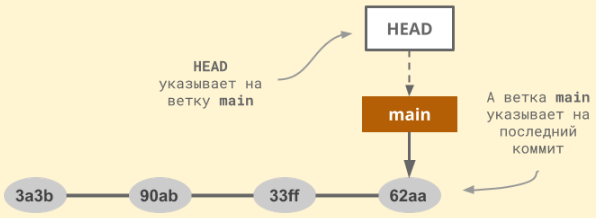 HEAD
HEAD
указывает на
ветку main
main
А ветка main
указывает на
последний
коммит
3a3b
90ab
33ff
62aa